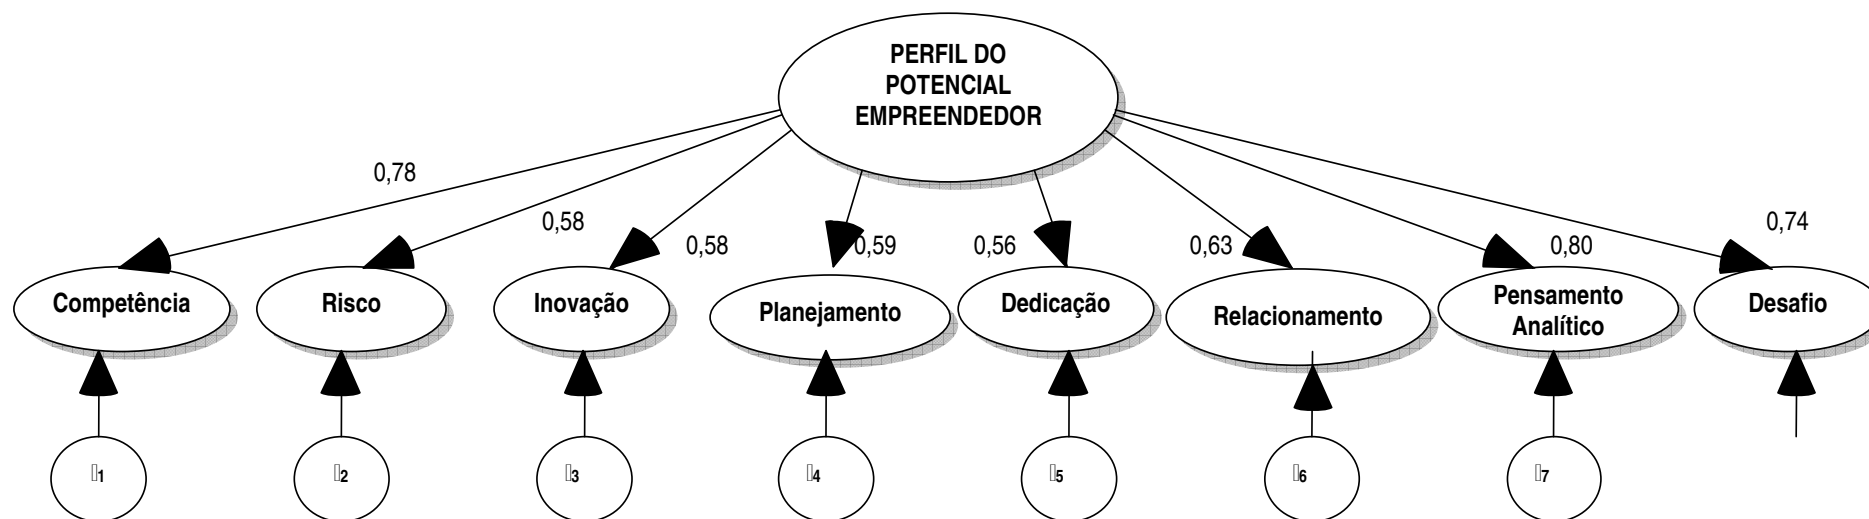 PERFIL DO
POTENCIAL
EMPREENDEDOR
0,78
0,58
0,58
0,59
0,56
0,63
0,80
0,74
Competência
Risco
Inovação
Planejamento
Dedicação
Relacionamento
Pensamento
Analítico
Desafio
1
2
3
4
5
6
7